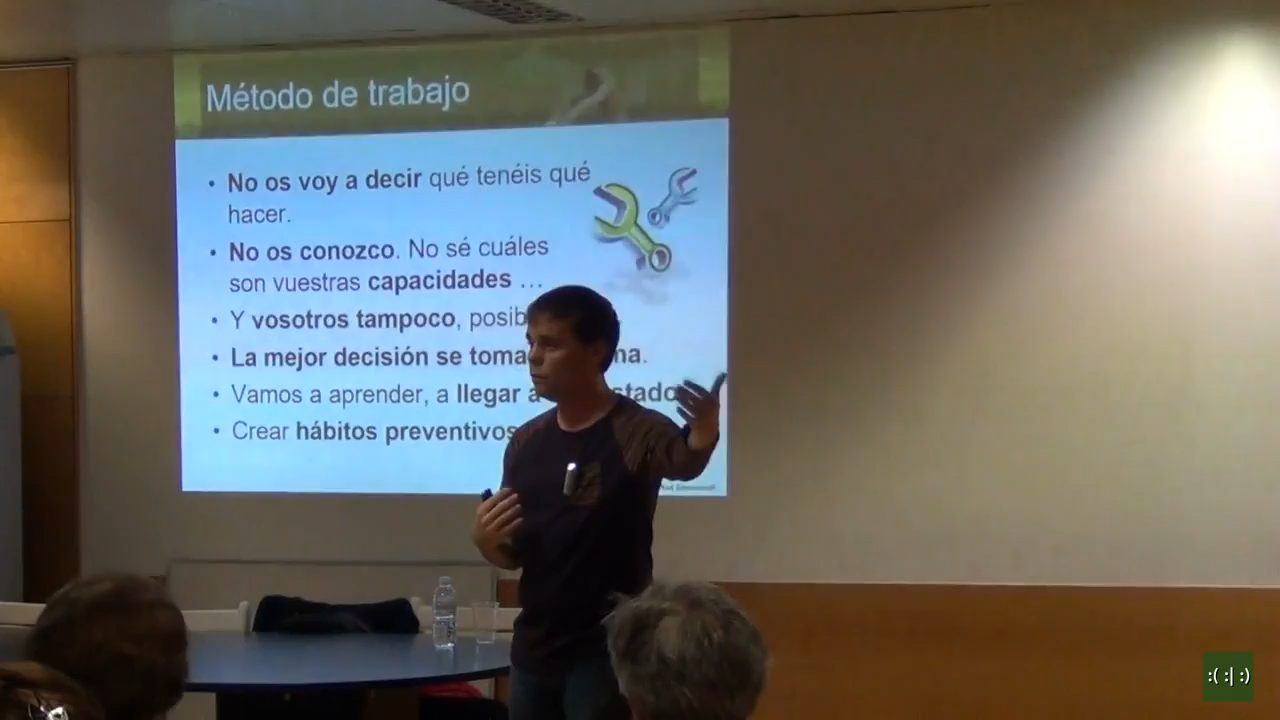 Método de trabajo
• No os voy a decir qué tenéis qué
hacer.
• No os conozco. No sé cuáles
son vuestras capacidades ...
• Y vosotros tampoco,
• La mejor decisión se toma
• Vamos a aprender, a llegar
• Crear hábitos preventivos
:( :| :)